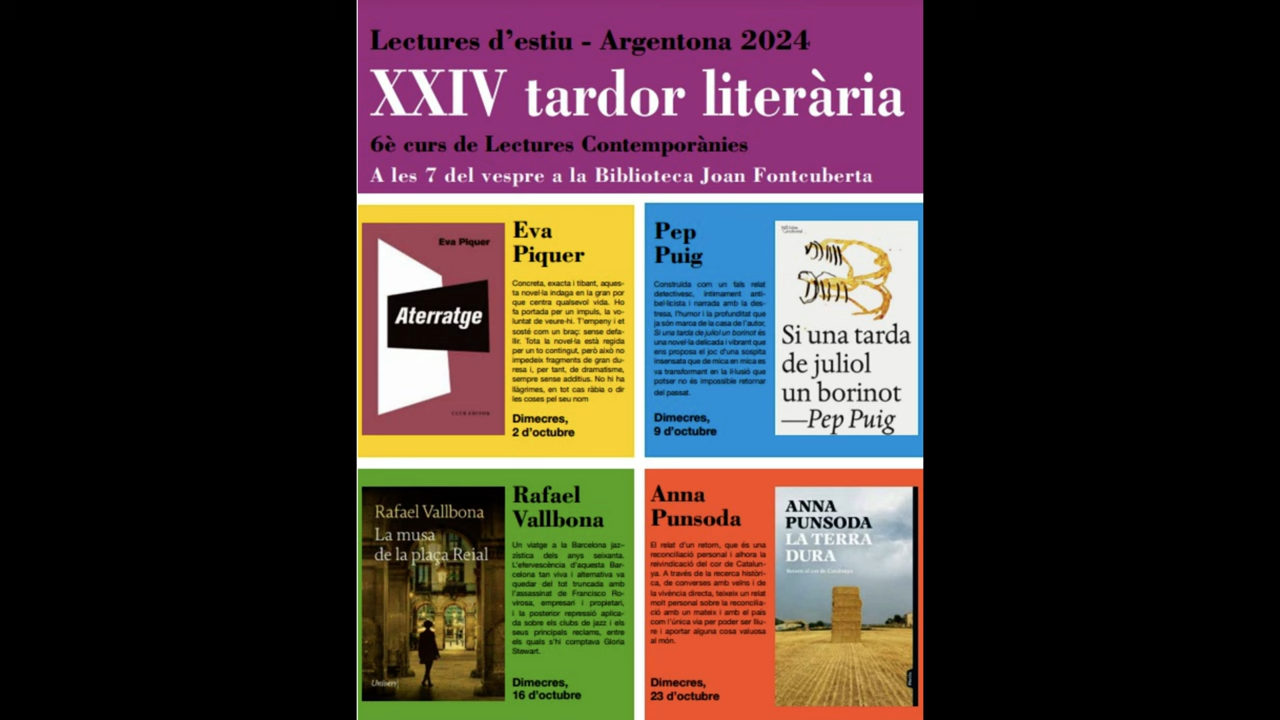 Lectures d'estiu - Argentona 2024
XXIV tardor literària
6è curs de Lectures Contemporànies
A les 7 del vespre a la Biblioteca Joan Fontcuberta
Eva Piquer
Aterratge
CLUB EDITOR
Eva
Piquer
Concreta, exacta i tibant, aques-
ta novel·la indaga en la gran por
que centra qualsevol vida. Ho
fa portada per un impuls, la vo-
luntat de veure-hi. T'empeny i et
sosté com un braç: sense defa-
llir. Tota la novel·la està regida
per un to contingut, però això no
impedeix fragments de gran du-
resa i, per tant, de dramatisme,
sempre sense additius. No hi ha
llàgrimes, en tot cas ràbia o dir
les coses pel seu nom
Dimecres,
2 d'octubre
Pep
Puig
Construïda com un fals relat
detectivesc, íntimament anti-
bel·licista i narrada amb la des-
tresa, l'humor i la profunditat que
ja són marca de la casa de l'autor,
Si una tarda de juliol un borinot és
una novel·la delicada i vibrant que
ens proposa el joc d'una sospita
insensata que de mica en mica es
va transformant en la il·lusió que
potser no és impossible retornar
del passat.
Dimecres,
9 d'octubre
Si una tarda
de juliol
un borinot
—Pep Puig
Rafael Vallbona
La musa
de la plaça Reial
Univers
Rafael
Vallbona
Un viatge a la Barcelona jaz-
zística dels anys seixanta.
L'efervescència d'aquesta Bar-
celona tan viva i alternativa va
quedar del tot truncada amb
l'assassinat de Francisco Ro-
virosa, empresari i propietari,
i la posterior repressió aplica-
da sobre els clubs de jazz i els
seus principals reclams, entre
els quals s'hi comptava Gloria
Stewart.
Dimecres,
16 d'octubre
Anna
Punsoda
El relat d'un retorn, que és una
reconciliació personal i alhora la
reivindicació del cor de Catalun-
ya. A través de la recerca històri-
ca, de converses amb veïns i de
la vivència directa, teixeix un relat
molt personal sobre la reconcilia-
ció amb un mateix i amb el país
com l'única via per poder ser lliu-
re i aportar alguna cosa valuosa
al món.
Dimecres,
23 d'octubre
ANNA
PUNSODA
LA TERRA
DURA
Retorn al cor de Catalunya